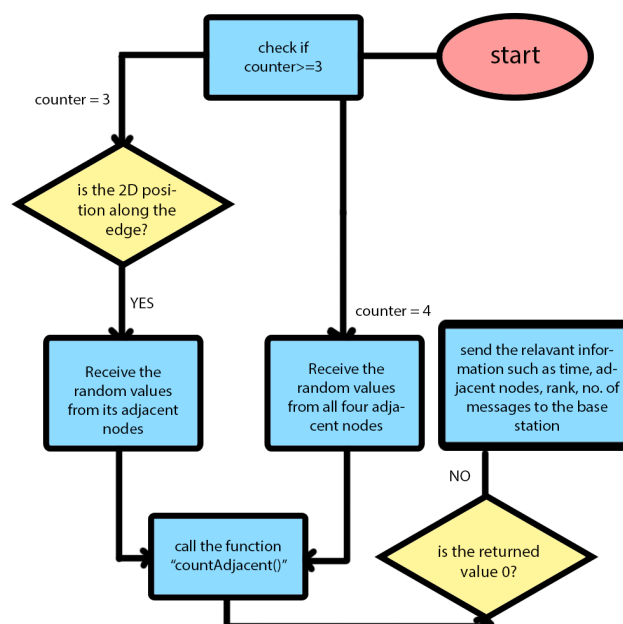 start
check if
counter>=3
counter = 3
is the 2D posi-
tion along the
edge?
YES
counter = 4
Receive the
random values
from its adjacent
nodes
Receive the
random values
from all four adja-
cent nodes
send the relavant infor-
mation such as time, ad-
jacent nodes, rank, no. of
messages to the base
station
NO
call the function
“countAdjacent()”
is the returned
value 0?